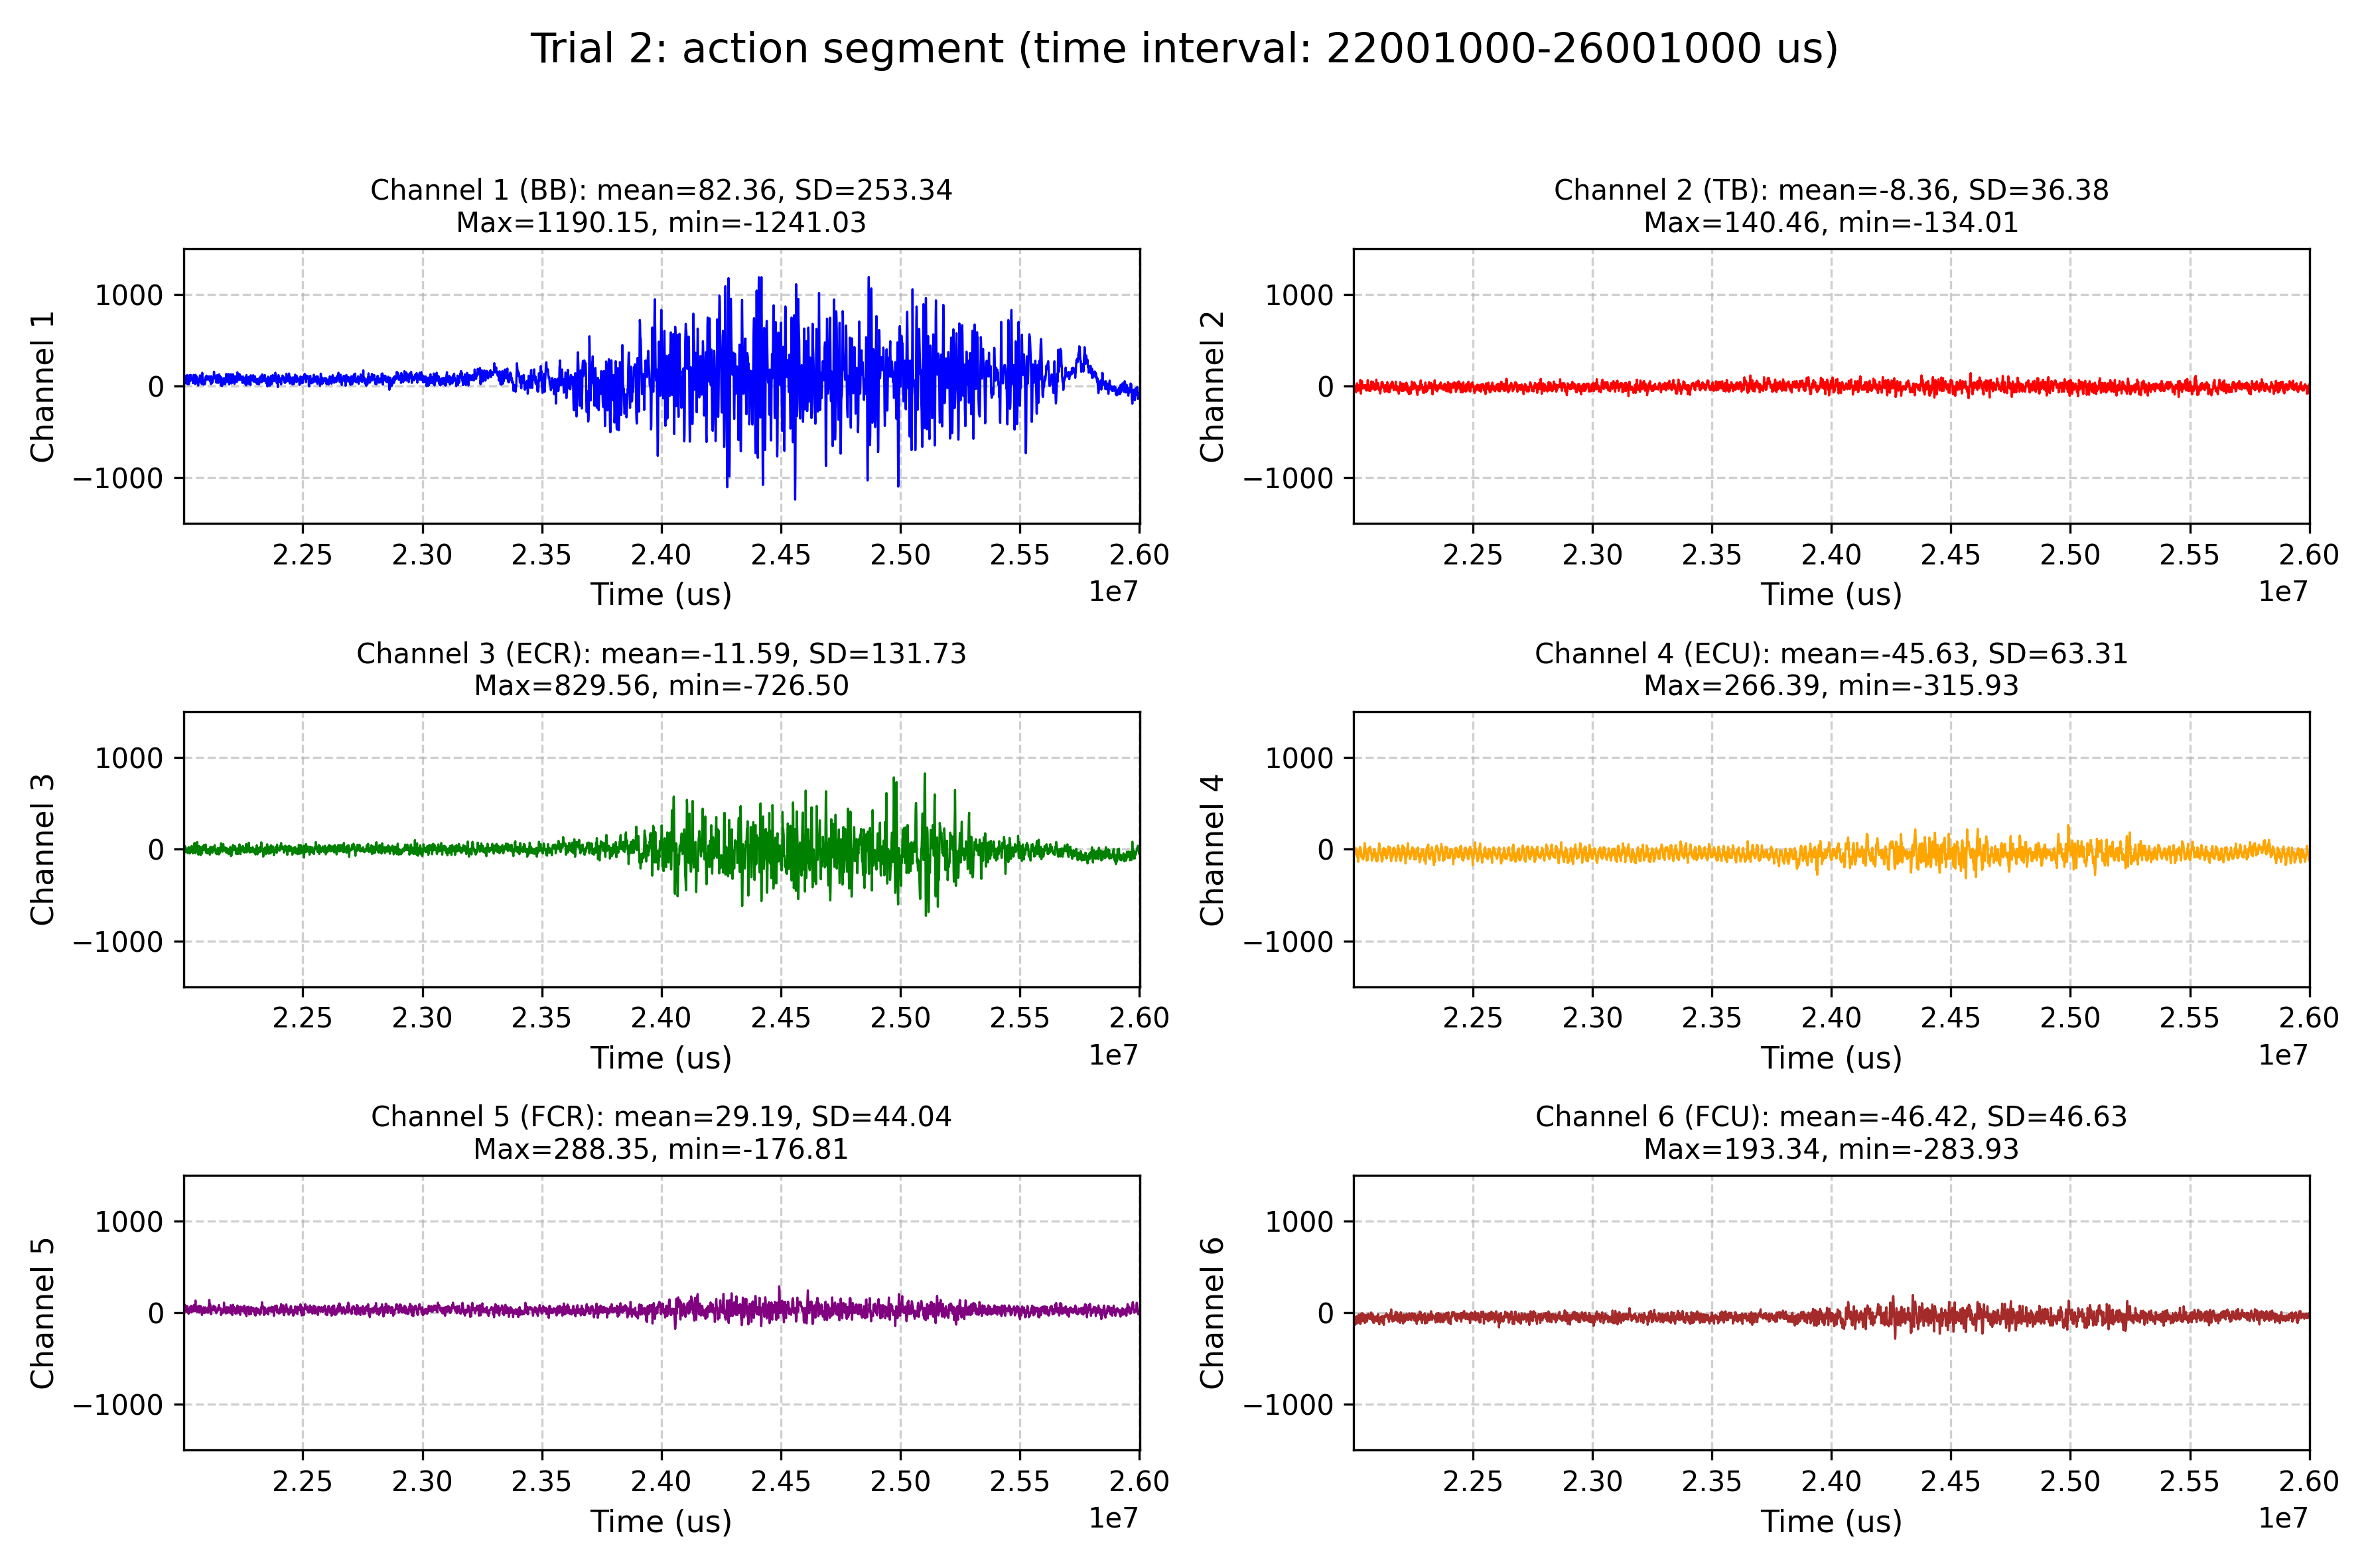 Trial 2: action segment (time interval: 22001000-26001000 us)
Channel 1 (BB): mean=82.36, SD=253.34
Max=1190.15, min=-1241.03
Channel 1
1000
0
−1000
2.25 2.30 2.35 2.40 2.45 2.50 2.55 2.60
Time (us)
1e7
Channel 2 (TB): mean=-8.36, SD=36.38
Max=140.46, min=-134.01
Channel 2
1000
0
−1000
2.25 2.30 2.35 2.40 2.45 2.50 2.55 2.60
Time (us)
1e7
Channel 3 (ECR): mean=-11.59, SD=131.73
Max=829.56, min=-726.50
Channel 3
1000
0
−1000
2.25 2.30 2.35 2.40 2.45 2.50 2.55 2.60
Time (us)
1e7
Channel 4 (ECU): mean=-45.63, SD=63.31
Max=266.39, min=-315.93
Channel 4
1000
0
−1000
2.25 2.30 2.35 2.40 2.45 2.50 2.55 2.60
Time (us)
1e7
Channel 5 (FCR): mean=29.19, SD=44.04
Max=288.35, min=-176.81
Channel 5
1000
0
−1000
2.25 2.30 2.35 2.40 2.45 2.50 2.55 2.60
Time (us)
1e7
Channel 6 (FCU): mean=-46.42, SD=46.63
Max=193.34, min=-283.93
Channel 6
1000
0
−1000
2.25 2.30 2.35 2.40 2.45 2.50 2.55 2.60
Time (us)
1e7